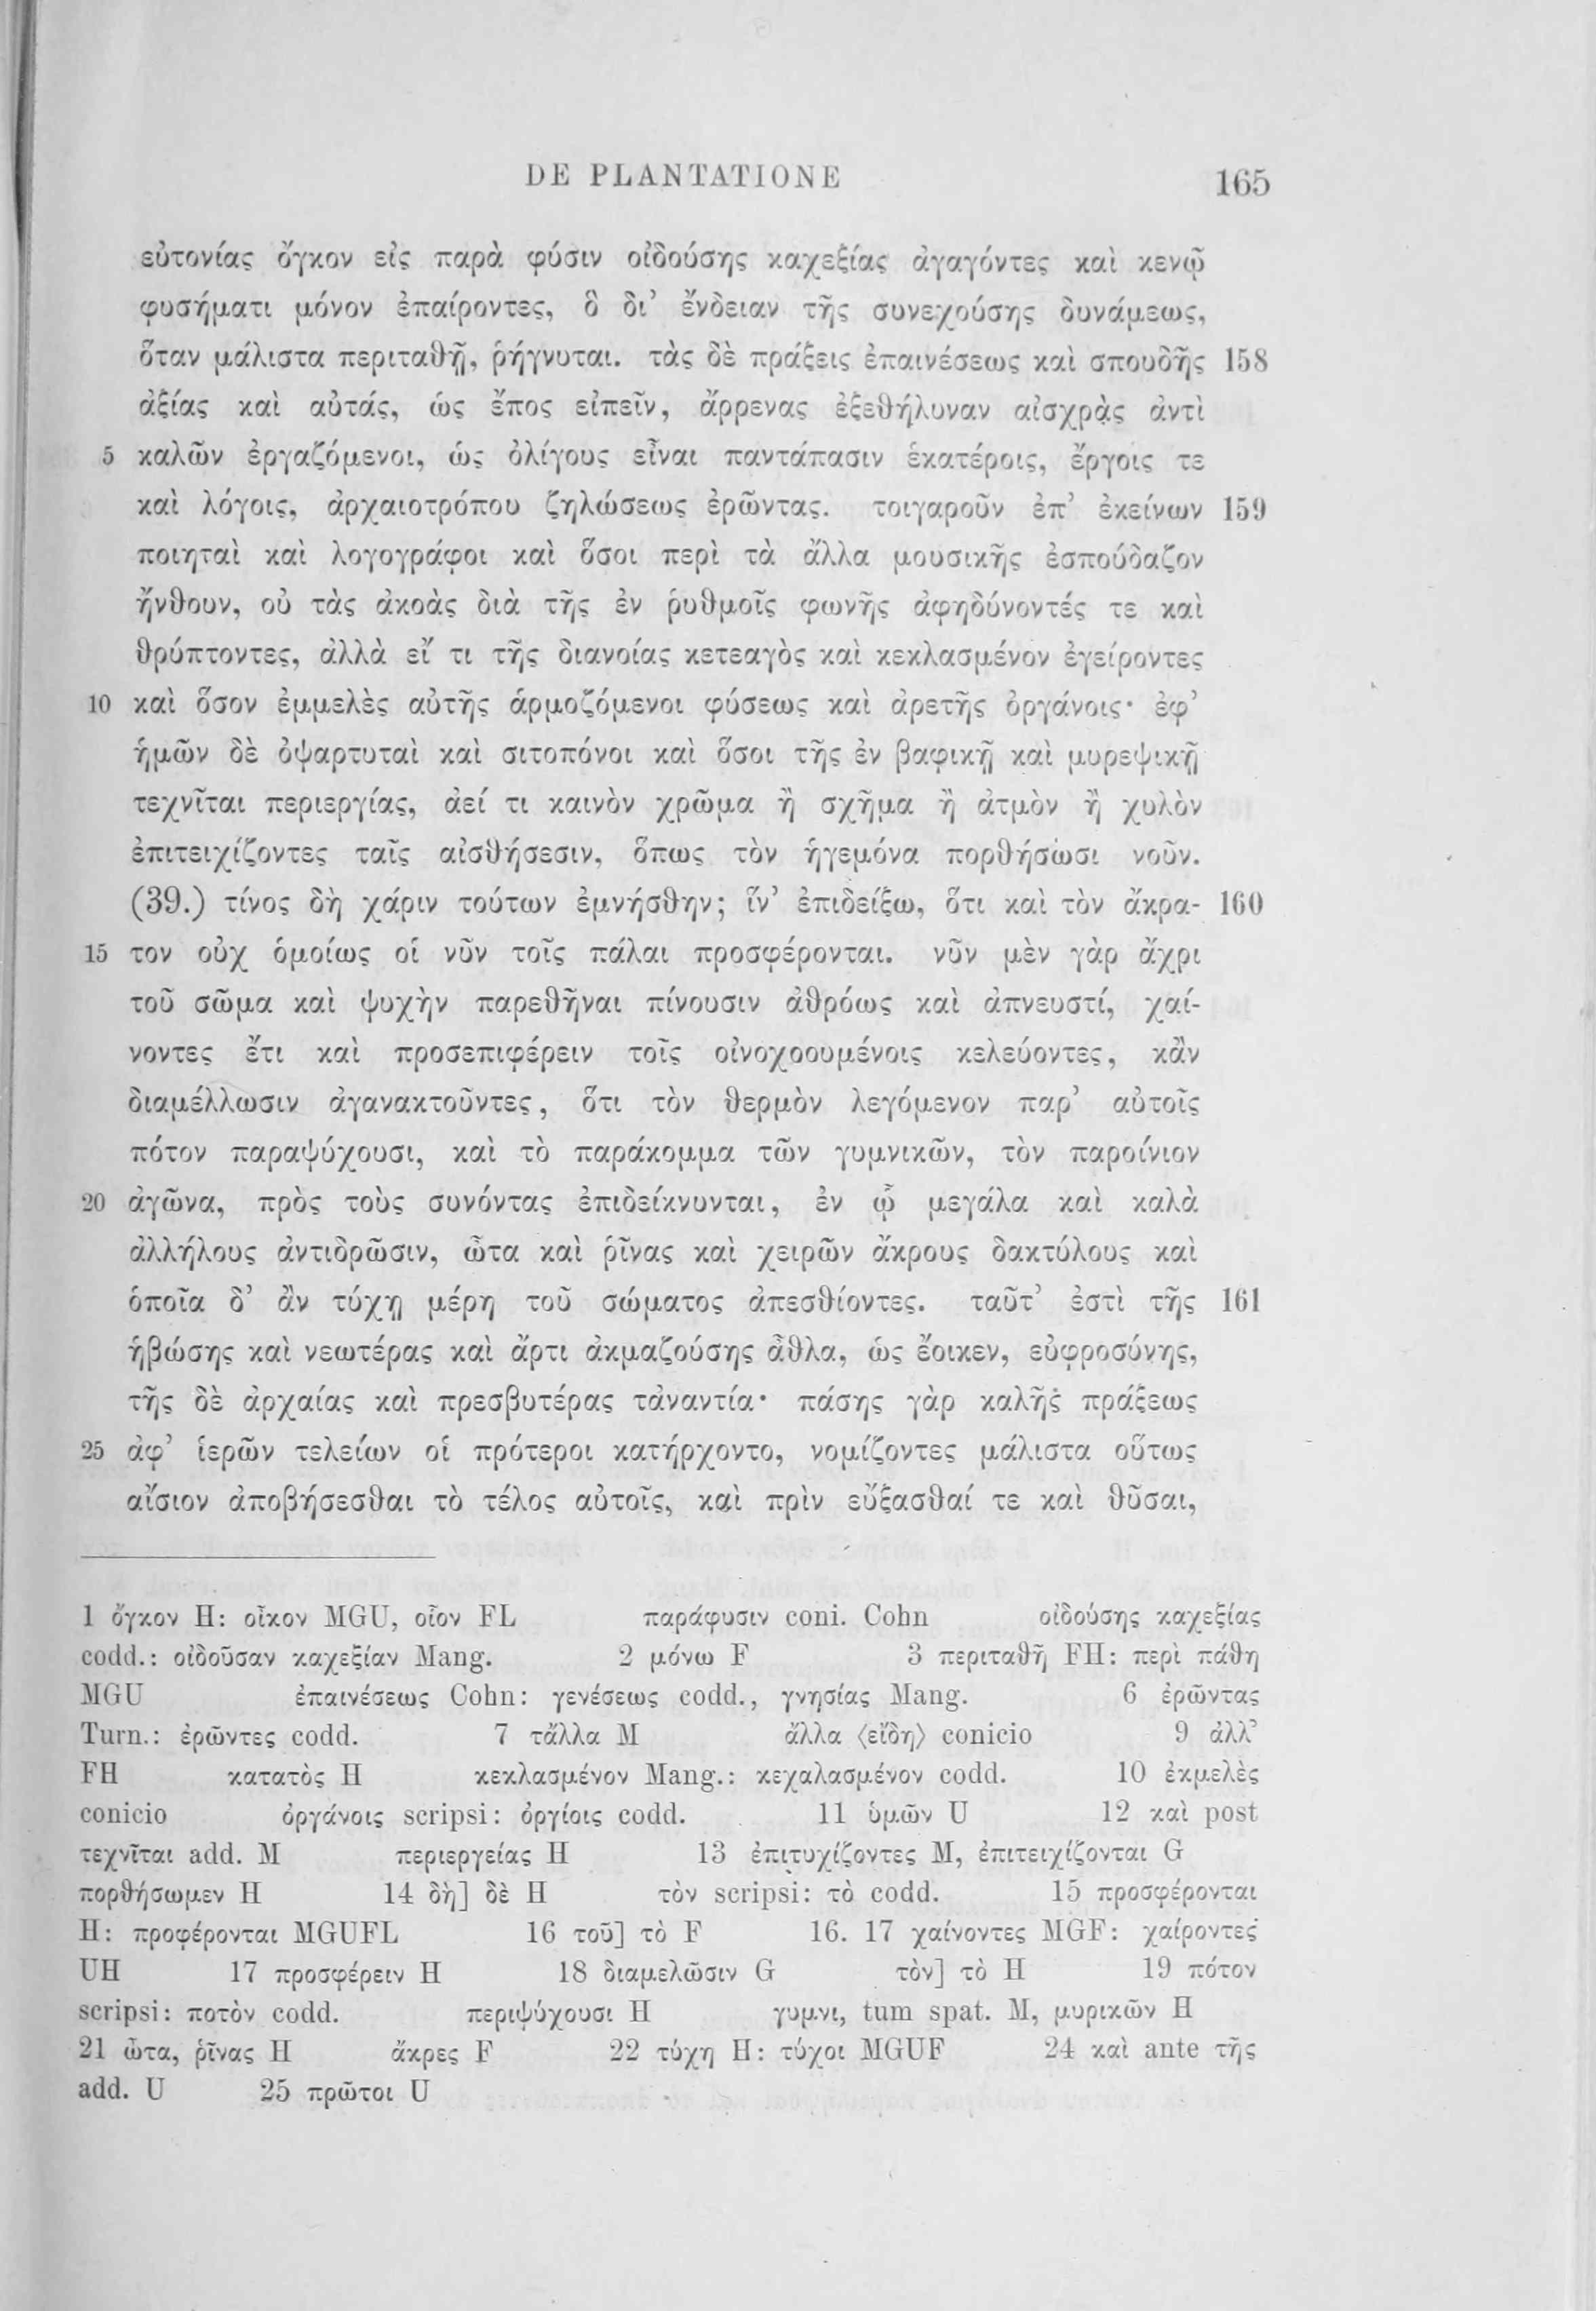 DE PLANTATIONE 165
εὐτονίας ὄγκον εἰς παρὰ φύσιν οἰδούσης καχεξίας ἀγαγόντες καὶ κενῷ
φυσήματι μόνον ἐπαίροντες, ὃ δι’ ἔνδειαν τῆς συνεχούσης δυνάμεως,
ὅταν μάλιστα περιταθῇ, ῥήγνυται. τὰς δὲ πράξεις ἐπαινέσεως καὶ σπουδῆς 158
ἀξίας καὶ αὐτάς, ὡς ἔπος εἰπεῖν, ἄρρενας ἐξεθήλυναν αἰσχρὰς ἀντὶ
5 καλῶν ἐργαζόμενοι, ὡς ὀλίγους εἶναι παντάπασιν ἑκατέροις, ἔργοις τε
καὶ λόγοις, ἀρχαιοτρόπου ζηλώσεως ἐρῶντας. τοιγαροῦν ἐπ’ ἐκείνων 159
ποιηταὶ καὶ λογογράφοι καὶ ὅσοι περὶ τὰ ἄλλα μουσικῆς ἐσπούδαζον
ἤνθουν, οὐ τὰς ἀκοὰς διὰ τῆς ἐν ῥυθμοῖς φωνῆς ἀφηδύνοντές τε καὶ
θρύπτοντες, ἀλλὰ εἴ τι τῆς διανοίας κετεαγὸς καὶ κεκλασμένον ἐγείροντες
10 καὶ ὅσον ἐμμελὲς αὐτῆς ἁρμοζόμενοι φύσεως καὶ ἀρετῆς ὀργάνοις· ἐφ’
ἡμῶν δὲ ὀψαρτυταὶ καὶ σιτοπόνοι καὶ ὅσοι τῆς ἐν βαφικῇ καὶ μυρεψικῇ
τεχνῖται περιεργίας, ἀεί τι καινὸν χρῶμα ἢ σχῆμα ἢ ἀτμὸν ἢ χυλὸν
ἐπιτειχίζοντες ταῖς αἰσθήσεσιν, ὅπως τὸν ἡγεμόνα πορθήσωσι νοῦν.
(39.) τίνος δὴ χάριν τούτων ἐμνήσθην; ἵν’ ἐπιδείξω, ὅτι καὶ τὸν ἄκρα- 160
15 τον οὐχ ὁμοίως οἱ νῦν τοῖς πάλαι προσφέρονται. νῦν μὲν γὰρ ἄχρι
τοῦ σῶμα καὶ ψυχὴν παρεθῆναι πίνουσιν ἀθρόως καὶ ἀπνευστί, χαί-
νοντες ἔτι καὶ προσεπιφέρειν τοῖς οἰνοχοουμένοις κελεύοντες, κἂν
διαμέλλωσιν ἀγανακτοῦντες, ὅτι τὸν θερμὸν λεγόμενον παρ’ αὐτοῖς
πότον παραψύχουσι, καὶ τὸ παράκομμα τῶν γυμνικῶν, τὸν παροίνιον
20 ἀγῶνα, πρὸς τοὺς συνόντας ἐπιδείκνυνται, ἐν ᾧ μεγάλα καὶ καλὰ
ἀλλήλους ἀντιδρῶσιν, ὦτα καὶ ῥῖνας καὶ χειρῶν ἄκρους δακτύλους καὶ
ὁποῖα δ’ ἂν τύχῃ μέρη τοῦ σώματος ἀπεσθίοντες. ταῦτ’ ἐστὶ τῆς 161
ἡβώσης καὶ νεωτέρας καὶ ἄρτι ἀκμαζούσης ἆθλα, ὡς ἔοικεν, εὐφροσύνης,
τῆς δὲ ἀρχαίας καὶ πρεσβυτέρας τἀναντία· πάσης γὰρ καλῆς πράξεως
25 ἀφ’ ἱερῶν τελείων οἱ πρότεροι κατήρχοντο, νομίζοντες μάλιστα οὕτως
αἴσιον ἀποβήσεσθαι τὸ τέλος αὐτοῖς, καὶ πρὶν εὔξασθαί τε καὶ θῦσαι,
1 ὄγκον H: οἶκον MGU, οἷον FL παράφυσιν coni. Cohn οἰδούσης καχεξίας
codd.: οἰδοῦσαν καχεξίαν Mang. 2 μόνω F 3 περιταθῇ FH: περὶ πάθη
MGU ἐπαινέσεως Cohn: γενέσεως codd., γνησίας Mang. 6 ἐρῶντας
Turn.: ἐρῶντες codd. 7 τἄλλα M ἄλλα ⟨εἴδη⟩ conicio 9 ἀλλ’
FH κατατὸς H κεκλασμένον Mang.: κεχαλασμένον codd. 10 ἐκμελὲς
conicio ὀργάνοις scripsi: ὀργίοις codd. 11 ὑμῶν U 12 καὶ post
τεχνῖται add. M περιεργείας H 13 ἐπιτυχίζοντες M, ἐπιτειχίζονται G
πορθήσωμεν H 14 δὴ] δὲ H τὸν scripsi: τὸ codd. 15 προσφέρονται
H: προφέρονται MGUFL 16 τοῦ] τὸ F 16. 17 χαίνοντες MGF: χαίροντες
UH 17 προσφέρειν H 18 διαμελῶσιν G τὸν] τὸ H 19 πότον
scripsi: ποτὸν codd. περιψύχουσι H γυμνι, tum spat. M, μυρικῶν H
21 ὦτα, ῥῖνας H ἄκρες F 22 τύχῃ H: τύχοι MGUF 24 καὶ ante τῆς
add. U 25 πρῶτοι U